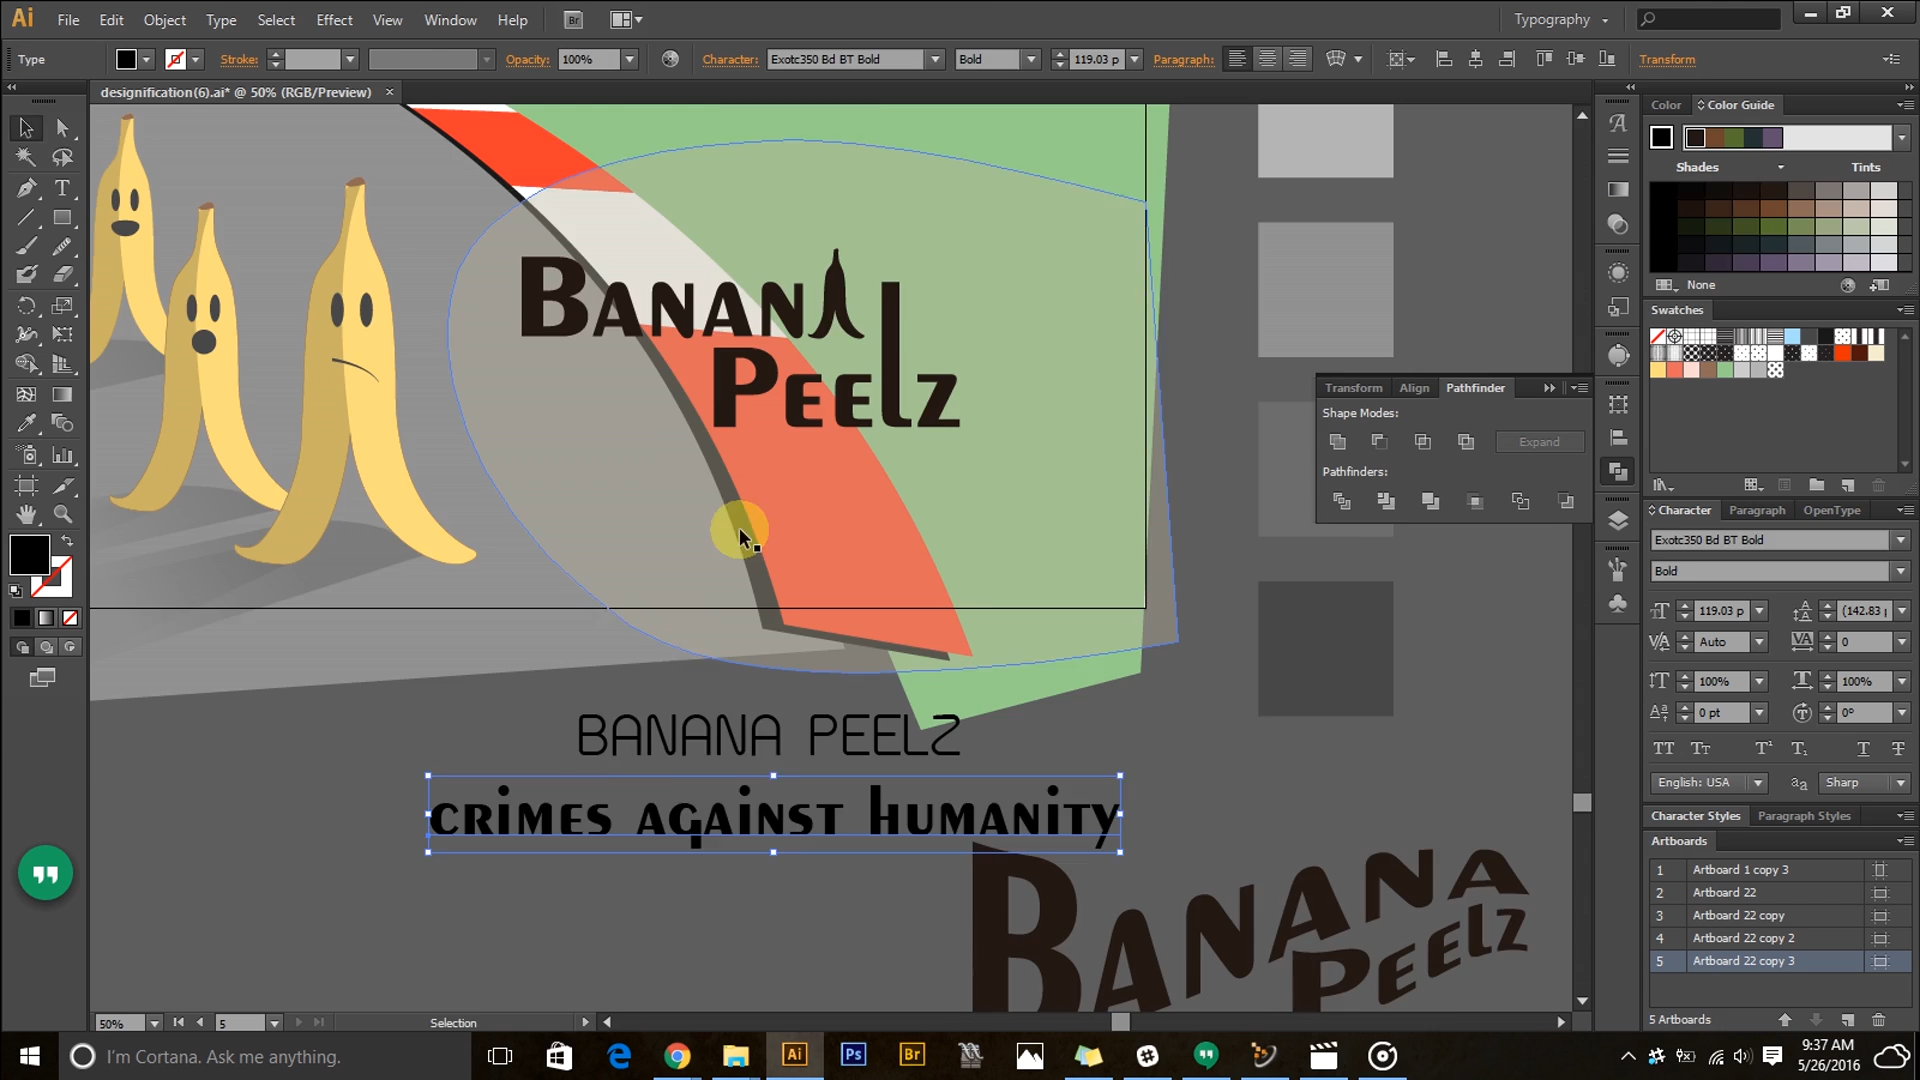 Ai File Edit Object Type Select Effect View Window Help Br Typography
Type Stroke: Opacity: 100% Character: Exotc350 Bd BT Bold Bold 119.03 p Paragraph: Transform
designification(6).ai* @ 50% (RGB/Preview) ×
Color Color Guide
Shades Tints
None
Swatches
BANANA
PEELZ
Transform Align Pathfinder
Shape Modes:
Expand
Pathfinders:
Character Paragraph OpenType
Exotc350 Bd BT Bold
Bold
119.03 p (142.83 p
Auto 0
100% 100%
0 pt 0°
English: USA Sharp
BANANA PEELZ
crimes against humanity
BANANA
PEELZ
Character Styles Paragraph Styles
Artboards
1 Artboard 1 copy 3
2 Artboard 22
3 Artboard 22 copy
4 Artboard 22 copy 2
5 Artboard 22 copy 3
5 Artboards
50% 5 Selection
I'm Cortana. Ask me anything. Ai Ps Br
9:37 AM
5/26/2016